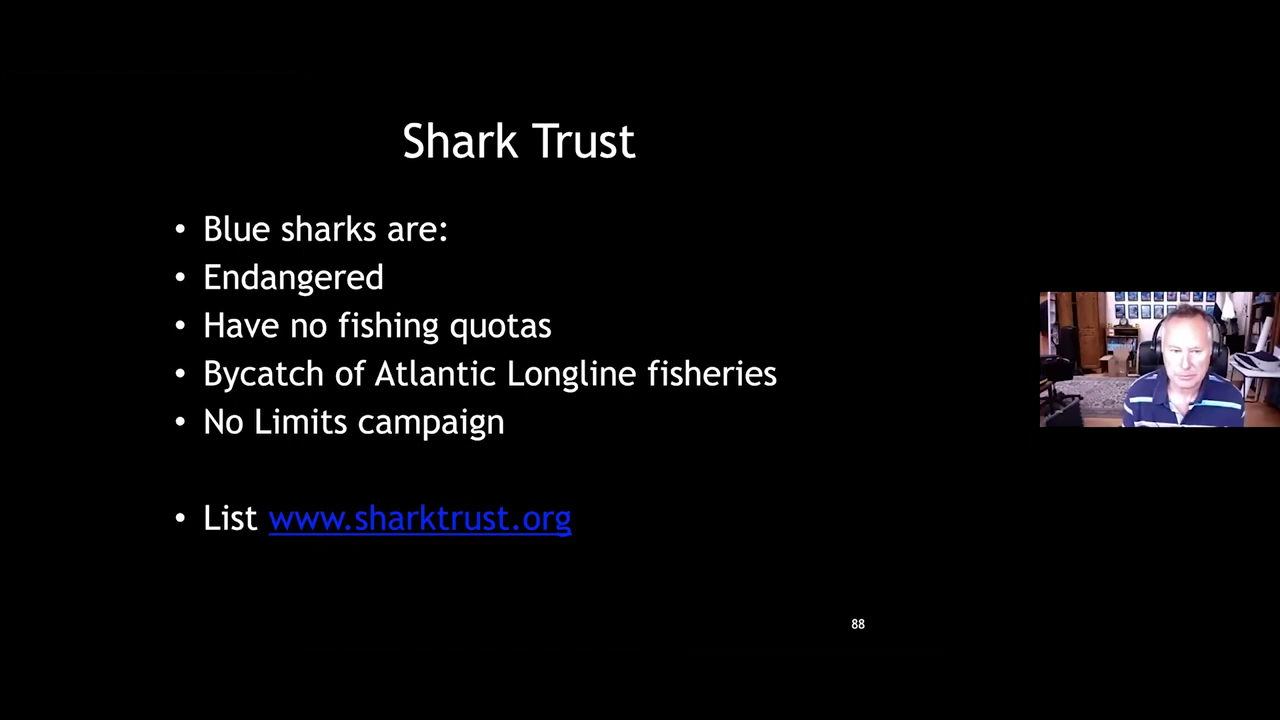 Shark Trust
• Blue sharks are:
• Endangered
• Have no fishing quotas
• Bycatch of Atlantic Longline fisheries
• No Limits campaign
• List www.sharktrust.org
88